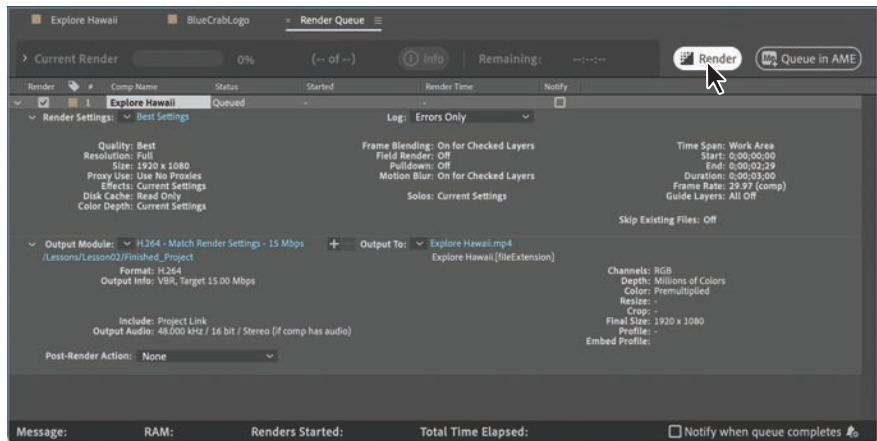 Explore Hawaii BlueCrabLogo × Render Queue
Current Render 0% (-- of --) Info Remaining: --:--:-- Render Me Queue in AME
Render # Comp Name Status Started Render Time Notify
1 Explore Hawaii Queued - -
Render Settings: Best Settings Log: Errors Only
Quality: Best Frame Blending: On for Checked Layers Time Span: Work Area
Resolution: Full Field Render: Off Start: 0;00;00;00
Size: 1920 x 1080 Pulldown: Off End: 0;00;02;29
Proxy Use: Use No Proxies Motion Blur: On for Checked Layers Duration: 0;00;03;00
Effects: Current Settings Frame Rate: 29.97 (comp)
Disk Cache: Read Only Solos: Current Settings Guide Layers: All Off
Color Depth: Current Settings
Skip Existing Files: Off
Output Module: H.264 - Match Render Settings - 15 Mbps Output To: Explore Hawaii.mp4
/Lessons/Lesson02/Finished_Project Explore Hawaii.[fileExtension]
Format: H.264 Channels: RGB
Output Info: VBR, Target 15.00 Mbps Depth: Millions of Colors
Color: Premultiplied
Resize: -
Crop: -
Include: Project Link Final Size: 1920 x 1080
Output Audio: 48.000 kHz / 16 bit / Stereo (if comp has audio) Profile: -
Embed Profile:
Post-Render Action: None
Message: RAM: Renders Started: Total Time Elapsed: Notify when queue completes